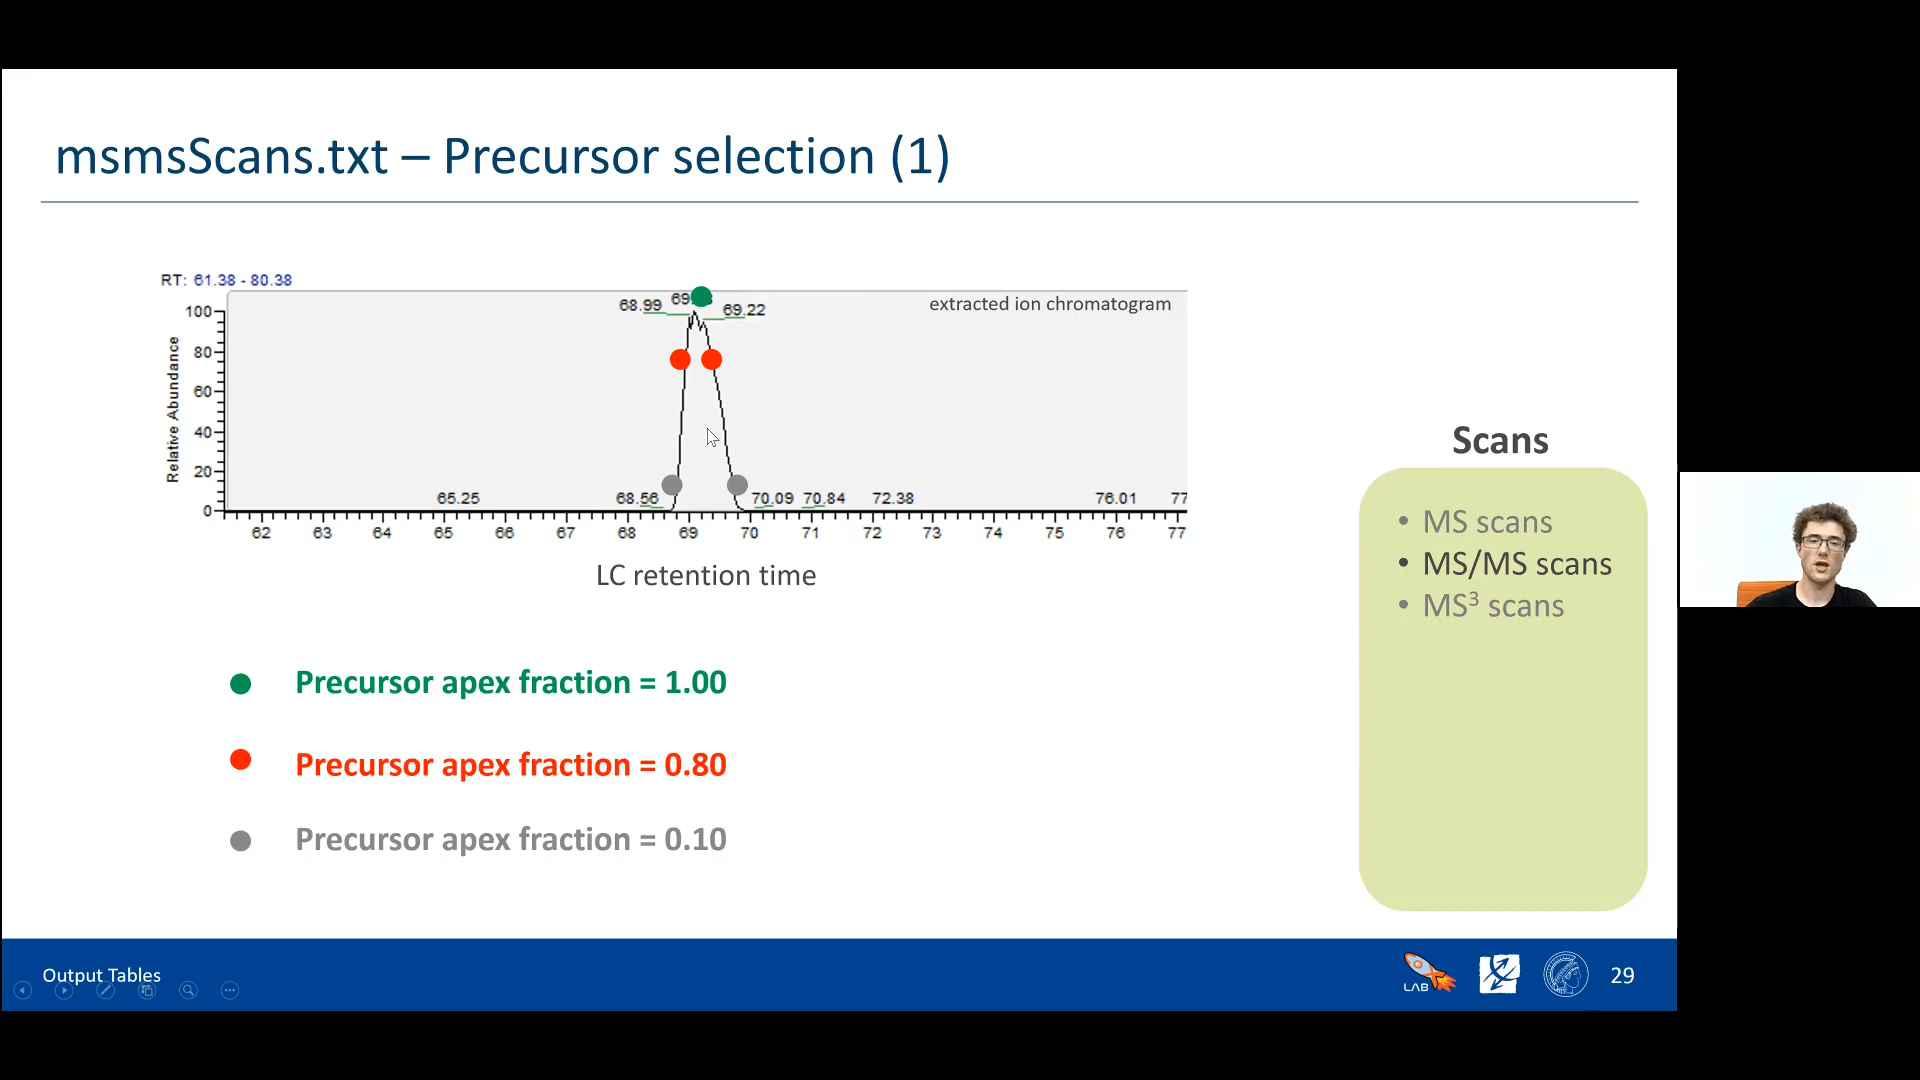 msmsScans.txt – Precursor selection (1)
RT: 61.38 - 80.38
extracted ion chromatogram
68.99
69.22
100
80
60
40
20
0
Relative Abundance
65.25
68.56
70.09
70.84
72.38
76.01
77
62 63 64 65 66 67 68 69 70 71 72 73 74 75 76 77
LC retention time
Precursor apex fraction = 1.00
Precursor apex fraction = 0.80
Precursor apex fraction = 0.10
Scans
• MS scans
• MS/MS scans
• MS³ scans
Output Tables
LAB
29